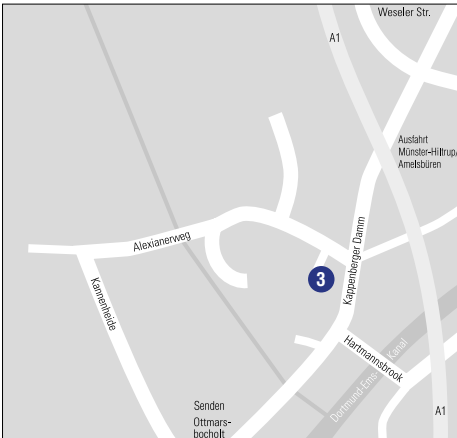 Weseler Str.
A1
Ausfahrt
Münster-Hiltrup/
Amelsbüren
Alexianerweg
Kappenberger Damm
3
Kannenheide
Hartmannsbrook
Dortmund-Ems-Kanal
Senden
Ottmars-
bocholt
A1